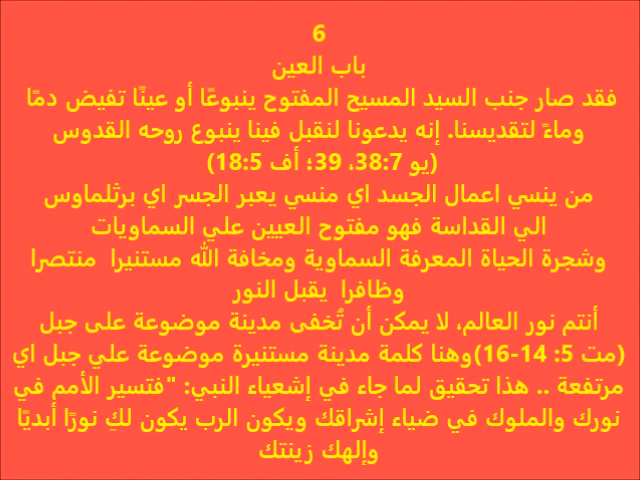 6
باب العين
فقد صار جنب السيد المسيح المفتوح ينبوعًا أو عينًا تفيض دمًا
وماءً لتقديسنا. إنه يدعونا لنقبل فينا ينبوع روحه القدوس
(يو 38:7، 39؛ أف 18:5)
من ينسي اعمال الجسد اي منسي يعبر الجسر اي برثلماوس
الي القداسة فهو مفتوح العيين علي السماويات
وشجرة الحياة المعرفة السماوية ومخافة الله مستنيرا منتصرا
وظافرا يقبل النور
أنتم نور العالم، لا يمكن أن تُخفى مدينة موضوعة على جبل
(مت 5: 14-16)وهنا كلمة مدينة مستنيرة موضوعة علي جبل اي
مرتفعة .. هذا تحقيق لما جاء في إشعياء النبي: "فتسير الأمم في
نورك والملوك في ضياء إشراقك ويكون الرب يكون لكِ نورًا أبديًا
وإلهك زينتك